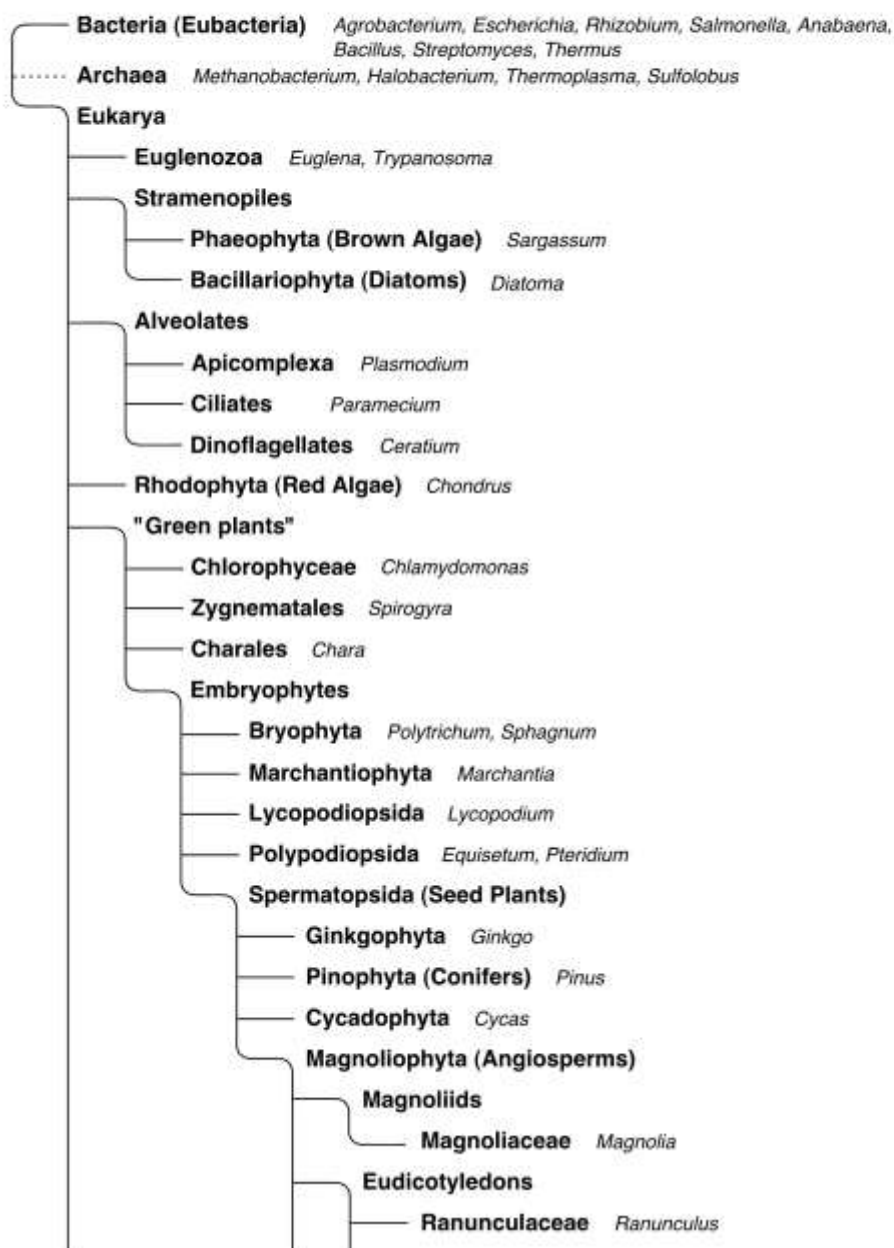 Bacteria (Eubacteria) Agrobacterium, Escherichia, Rhizobium, Salmonella, Anabaena,
Bacillus, Streptomyces, Thermus
Archaea Methanobacterium, Halobacterium, Thermoplasma, Sulfolobus
Eukarya
Euglenozoa Euglena, Trypanosoma
Stramenopiles
Phaeophyta (Brown Algae) Sargassum
Bacillariophyta (Diatoms) Diatoma
Alveolates
Apicomplexa Plasmodium
Ciliates Paramecium
Dinoflagellates Ceratium
Rhodophyta (Red Algae) Chondrus
"Green plants"
Chlorophyceae Chlamydomonas
Zygnematales Spirogyra
Charales Chara
Embryophytes
Bryophyta Polytrichum, Sphagnum
Marchantiophyta Marchantia
Lycopodiopsida Lycopodium
Polypodiopsida Equisetum, Pteridium
Spermatopsida (Seed Plants)
Ginkgophyta Ginkgo
Pinophyta (Conifers) Pinus
Cycadophyta Cycas
Magnoliophyta (Angiosperms)
Magnoliids
Magnoliaceae Magnolia
Eudicotyledons
Ranunculaceae Ranunculus